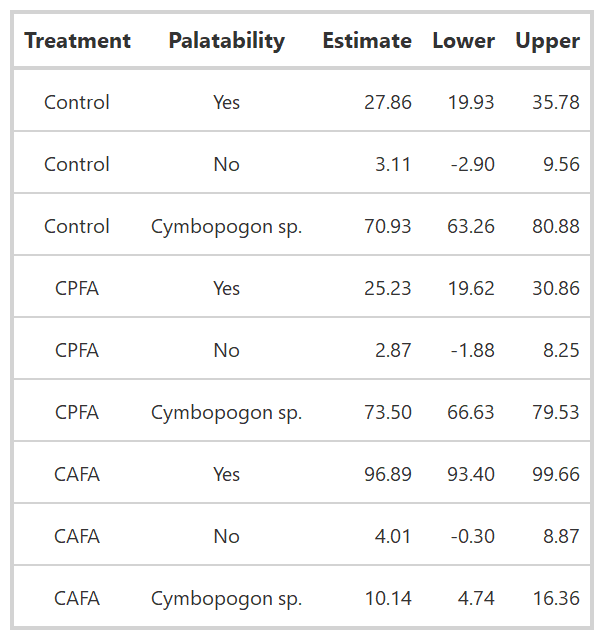 Treatment Palatability Estimate Lower Upper
Control Yes 27.86 19.93 35.78
Control No 3.11 -2.90 9.56
Control Cymbopogon sp. 70.93 63.26 80.88
CPFA Yes 25.23 19.62 30.86
CPFA No 2.87 -1.88 8.25
CPFA Cymbopogon sp. 73.50 66.63 79.53
CAFA Yes 96.89 93.40 99.66
CAFA No 4.01 -0.30 8.87
CAFA Cymbopogon sp. 10.14 4.74 16.36